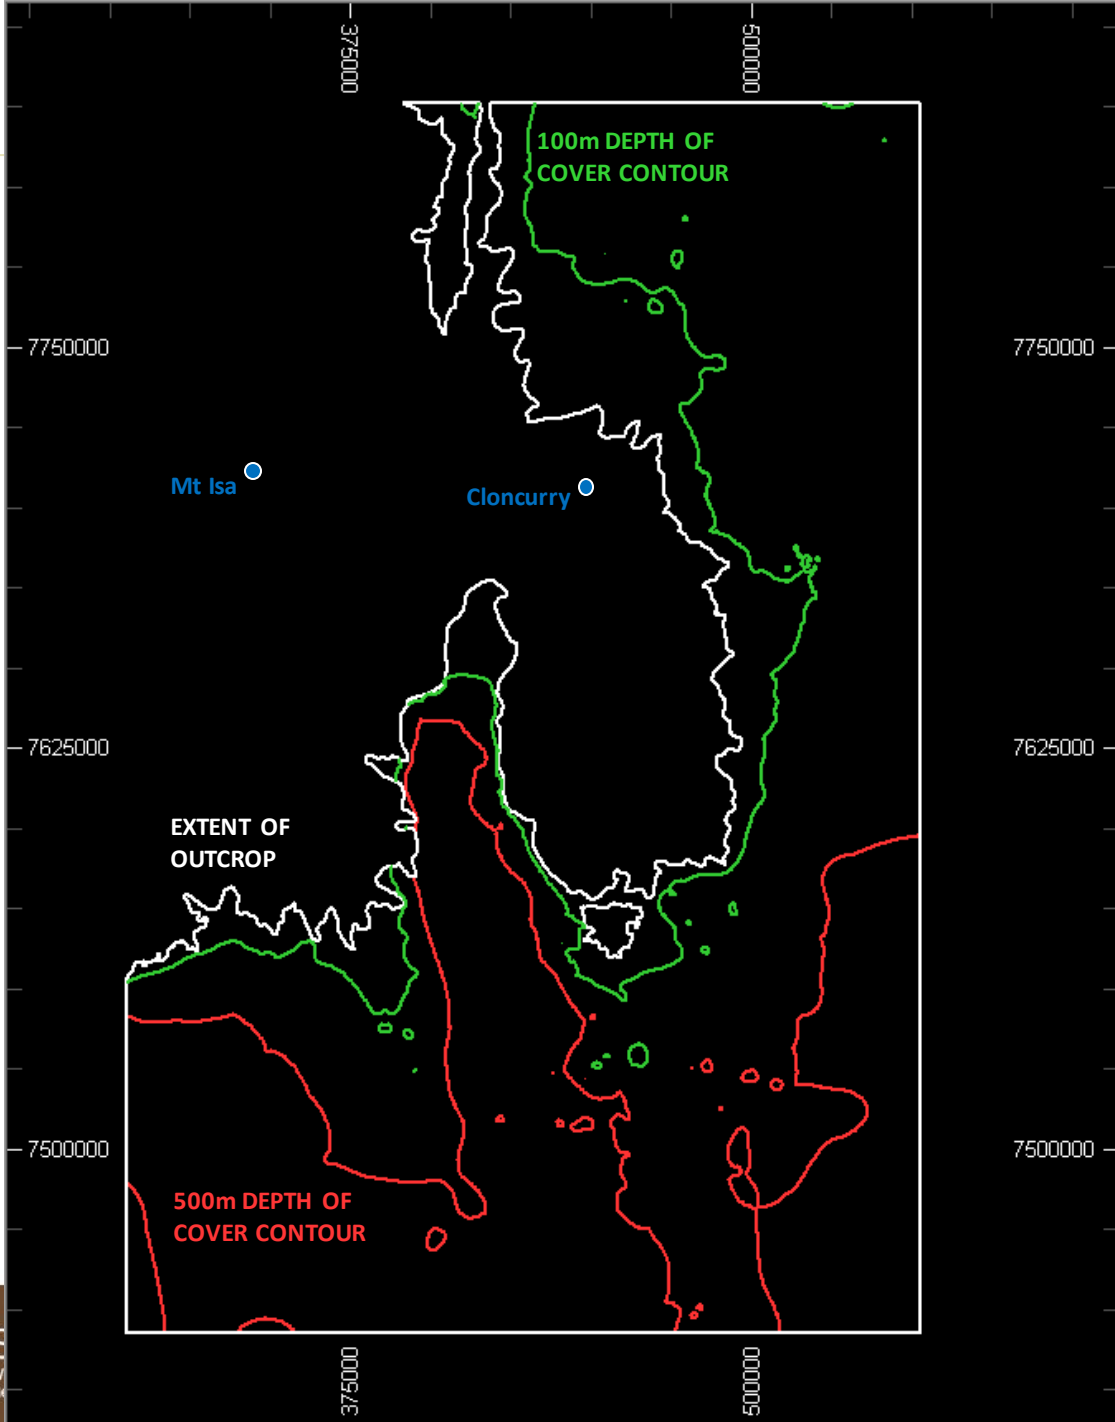 375000
500000
100m DEPTH OF
COVER CONTOUR
7750000
7750000
Mt Isa
Cloncurry
7625000
7625000
EXTENT OF
OUTCROP
7500000
7500000
500m DEPTH OF
COVER CONTOUR
375000
500000